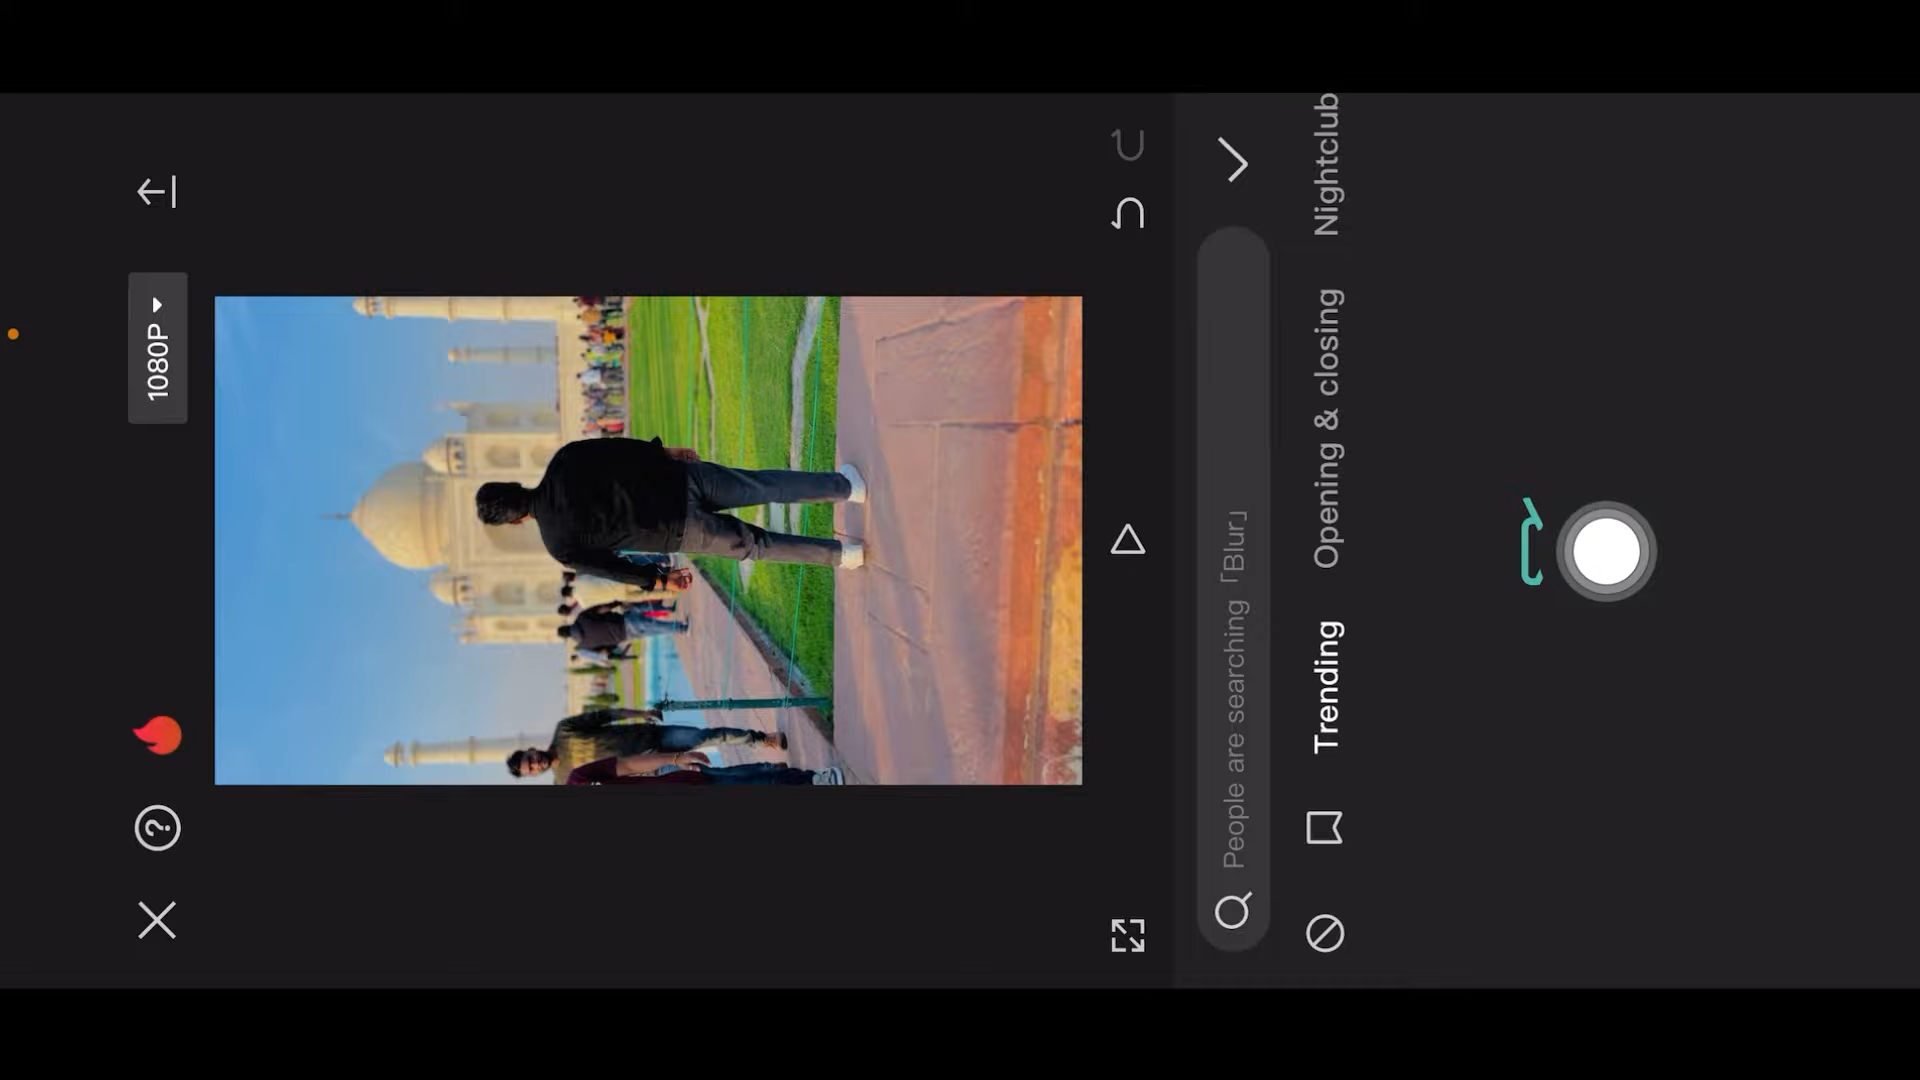 1080P
People are searching「Blur」
Trending
Opening & closing
Nightclub